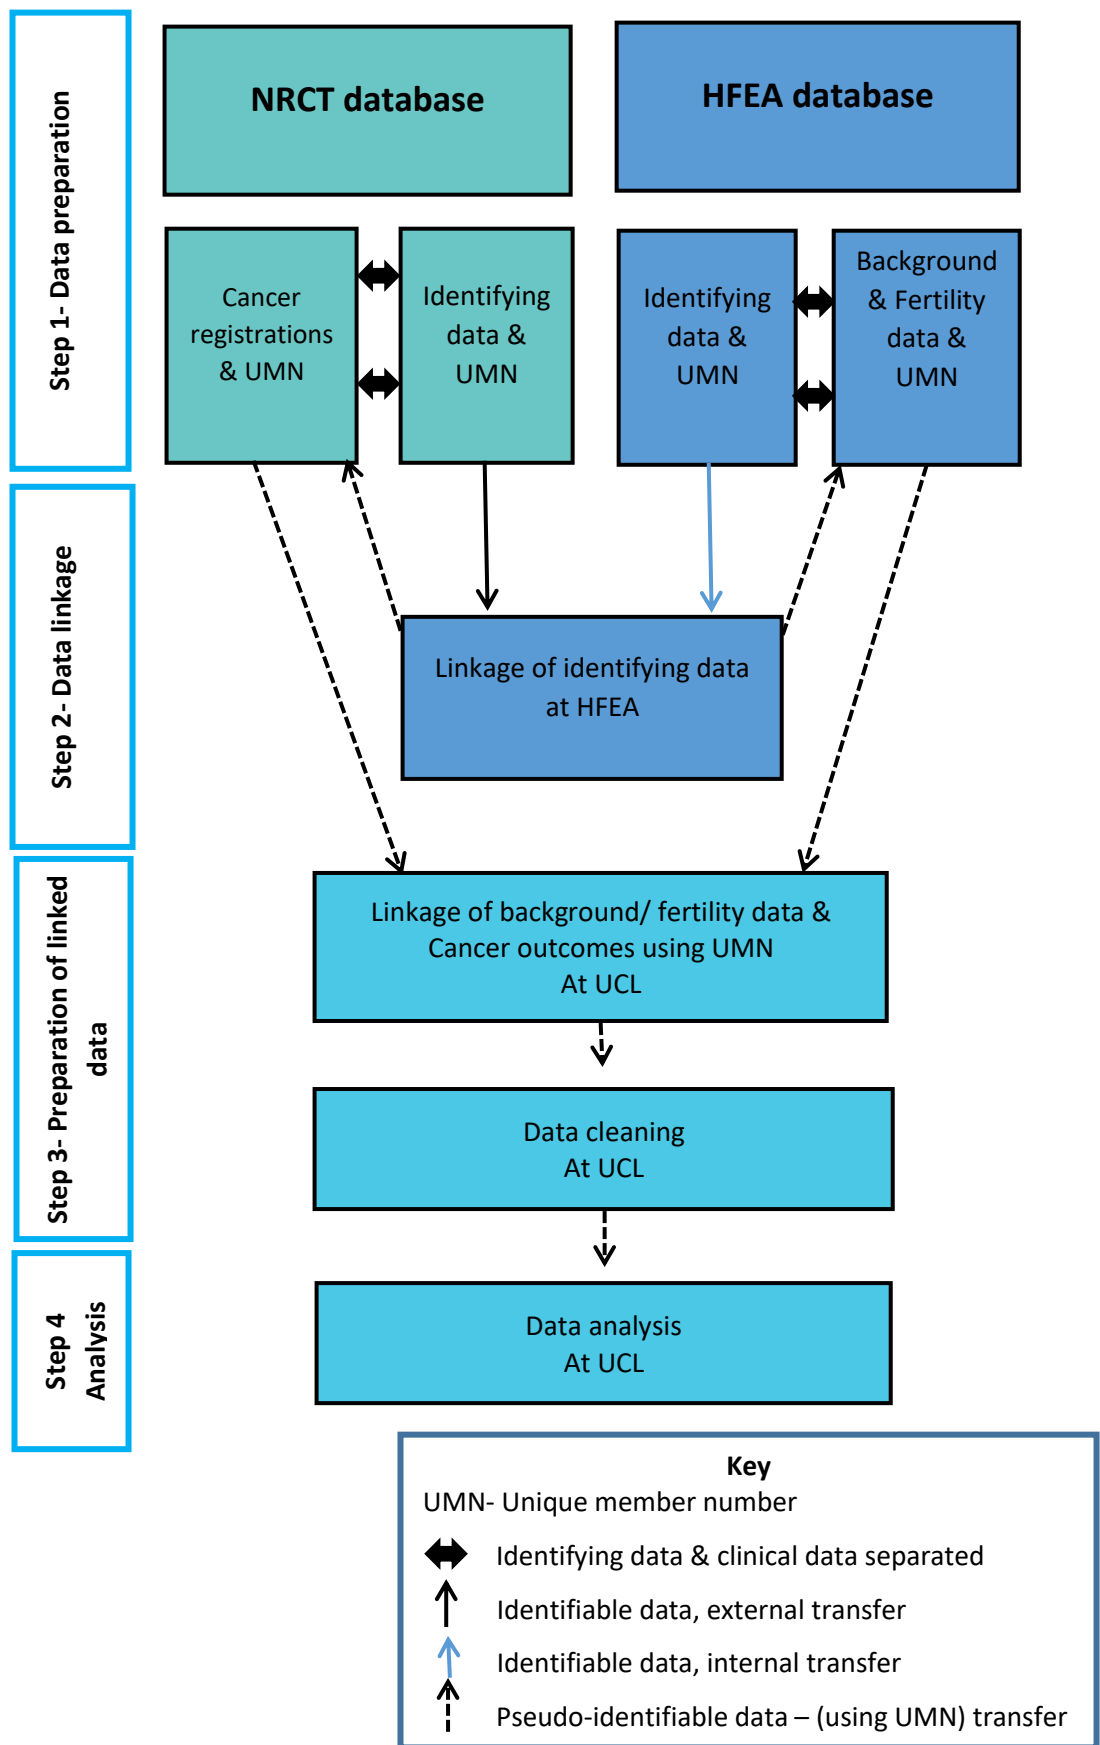 Step 1- Data preparation
NRCT database
HFEA database
Cancer
registrations
& UMN
Identifying
data &
UMN
Identifying
data &
UMN
Background
& Fertility
data &
UMN
Step 2- Data linkage
Linkage of identifying data
at HFEA
Step 3- Preparation of linked
data
Linkage of background/ fertility data &
Cancer outcomes using UMN
At UCL
Data cleaning
At UCL
Step 4
Analysis
Data analysis
At UCL
Key
UMN- Unique member number
Identifying data & clinical data separated
Identifiable data, external transfer
Identifiable data, internal transfer
Pseudo-identifiable data – (using UMN) transfer